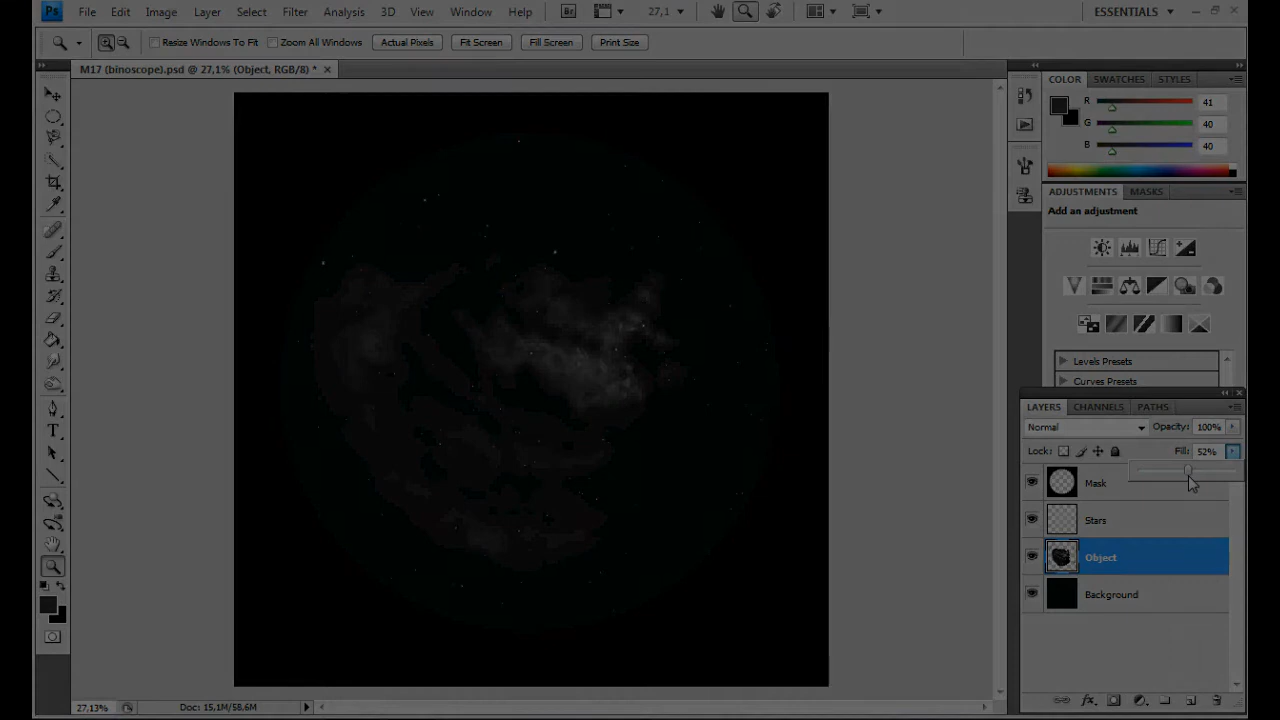 Ps File Edit Image Layer Select Filter Analysis 3D View Window Help Br 27,1 ESSENTIALS
Resize Windows To Fit Zoom All Windows Actual Pixels Fit Screen Fill Screen Print Size
M17 (binoscope).psd @ 27,1% (Object, RGB/8) *
COLOR SWATCHES STYLES
R 41
G 40
B 40
ADJUSTMENTS MASKS
Add an adjustment
Levels Presets
Curves Presets
LAYERS CHANNELS PATHS
Normal Opacity: 100%
Lock: Fill: 52%
Mask
Stars
Object
Background
27,13% Doc: 15,1M/58,6M